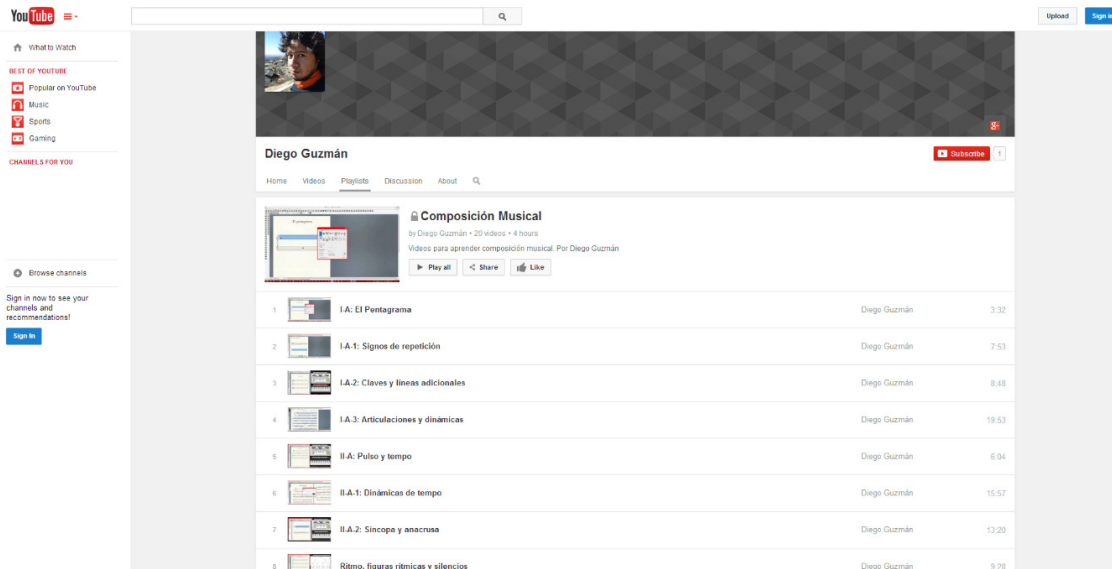 YouTube
Upload
Sign in
What to Watch
BEST OF YOUTUBE
Popular on YouTube
Music
Sports
Gaming
CHANNELS FOR YOU
Browse channels
Sign in now to see your
channels and
recommendations!
Sign In
Diego Guzmán
Subscribe 1
Home Videos Playlists Discussion About
Composición Musical
by Diego Guzmán • 20 videos • 4 hours
Videos para aprender composición musical. Por Diego Guzmán
Play all Share Like
1 I-A: El Pentagrama Diego Guzmán 3:32
2 I-A-1: Signos de repetición Diego Guzmán 7:53
3 I-A-2: Claves y líneas adicionales Diego Guzmán 8:48
4 I-A-3: Articulaciones y dinámicas Diego Guzmán 19:53
5 II-A: Pulso y tempo Diego Guzmán 6:04
6 II-A-1: Dinámicas de tempo Diego Guzmán 15:57
7 II-A-2: Síncopa y anacrusa Diego Guzmán 13:20
8 Ritmo, figuras rítmicas y silencios Diego Guzmán 9:28